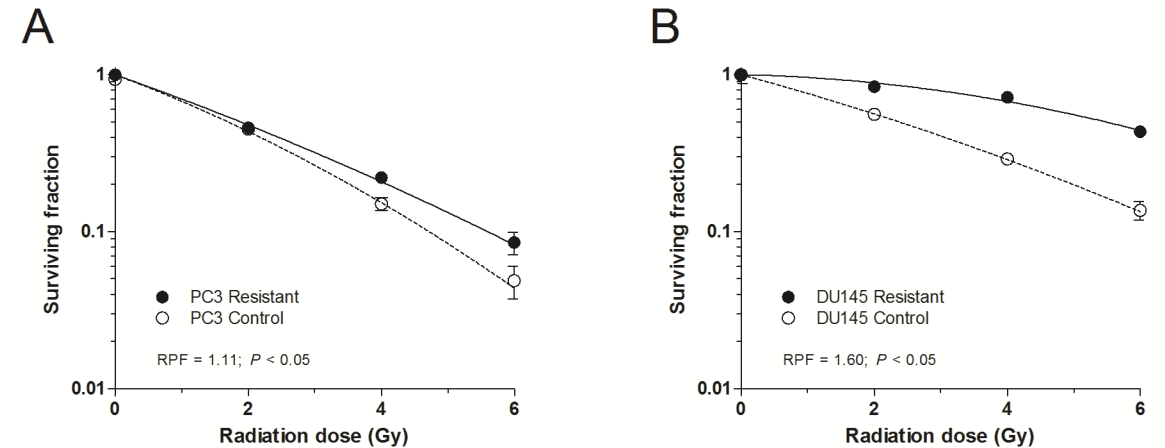 A
Surviving fraction
1
0.1
0.01
PC3 Resistant
PC3 Control
RPF = 1.11; P < 0.05
0 2 4 6
Radiation dose (Gy)
B
Surviving fraction
1
0.1
0.01
DU145 Resistant
DU145 Control
RPF = 1.60; P < 0.05
0 2 4 6
Radiation dose (Gy)